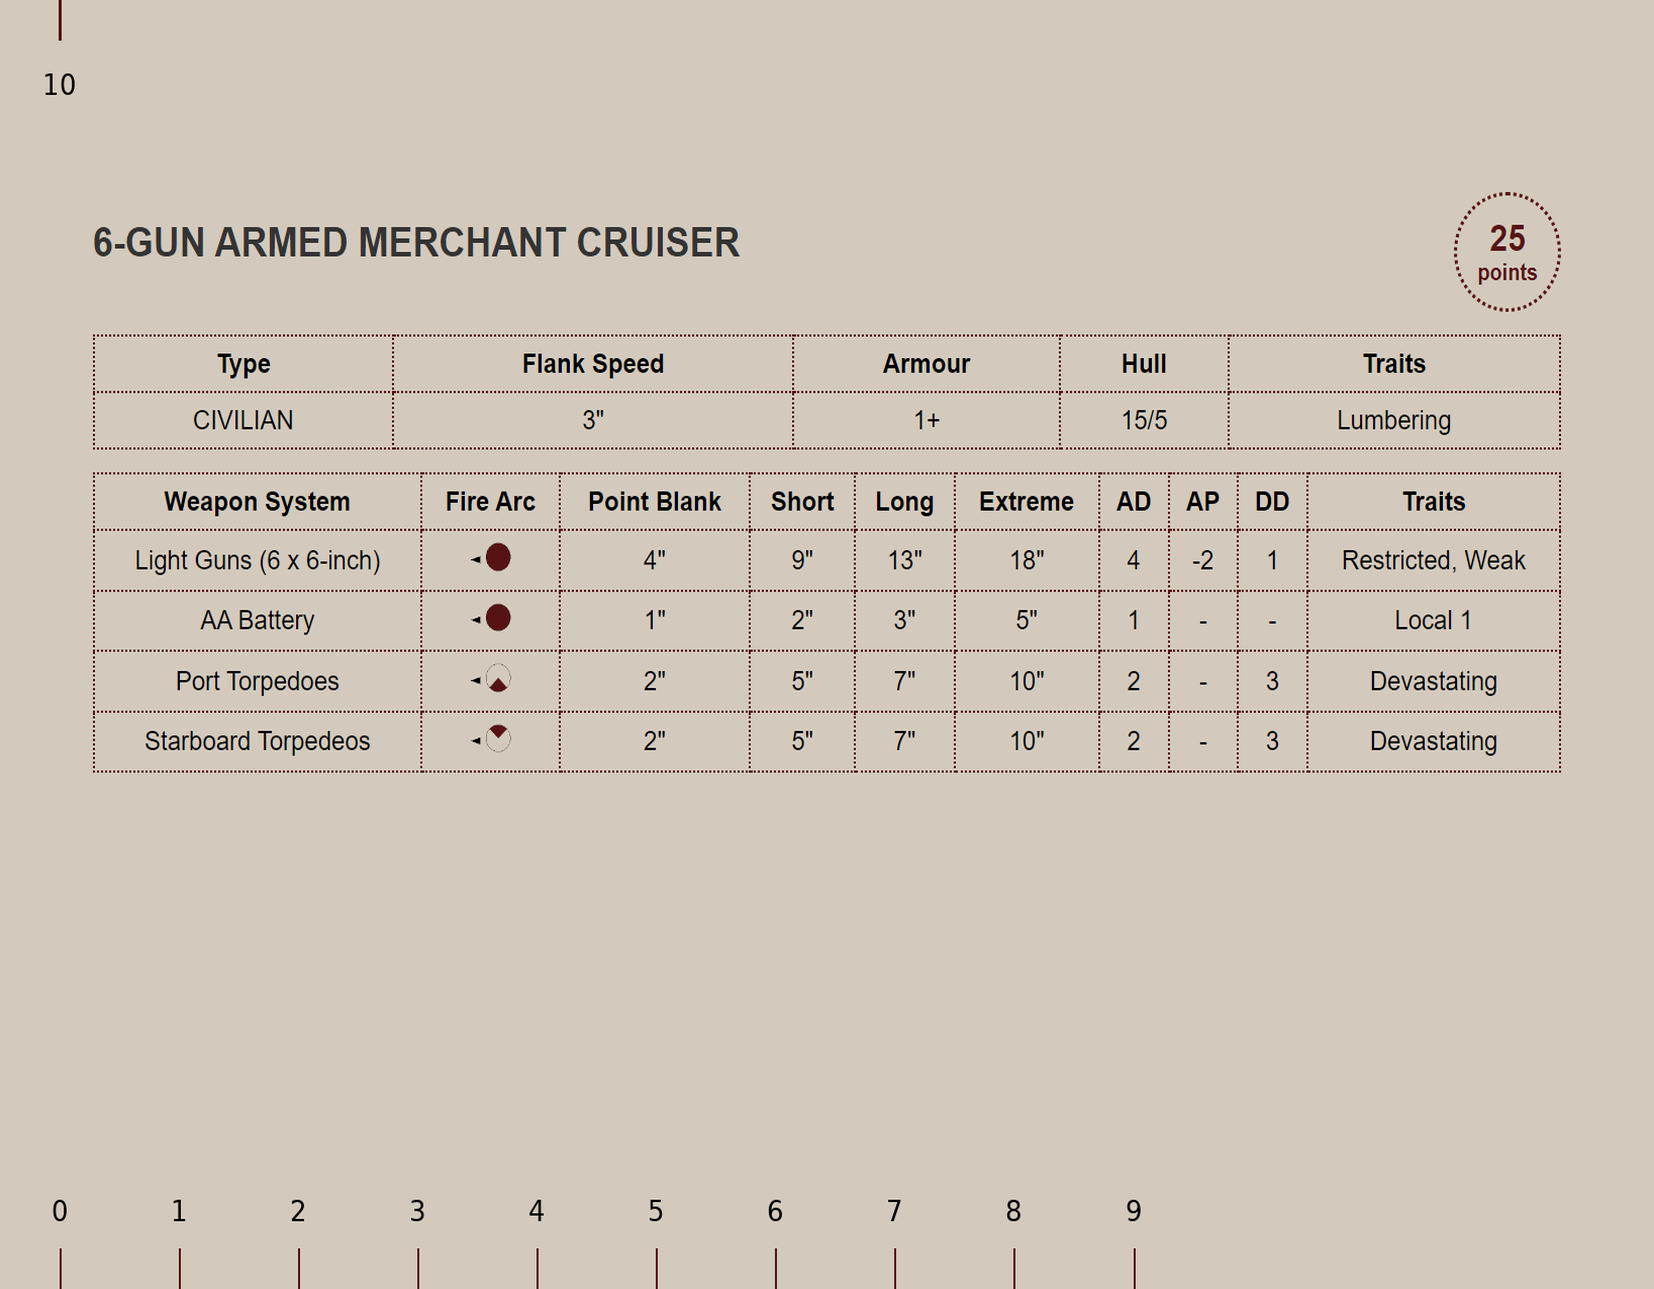 10
6-GUN ARMED MERCHANT CRUISER
25
points
Type Flank Speed Armour Hull Traits
CIVILIAN 3" 1+ 15/5 Lumbering
Weapon System Fire Arc Point Blank Short Long Extreme AD AP DD Traits
Light Guns (6 x 6-inch) 4" 9" 13" 18" 4 -2 1 Restricted, Weak
AA Battery 1" 2" 3" 5" 1 - - Local 1
Port Torpedoes 2" 5" 7" 10" 2 - 3 Devastating
Starboard Torpedeos 2" 5" 7" 10" 2 - 3 Devastating
0 1 2 3 4 5 6 7 8 9